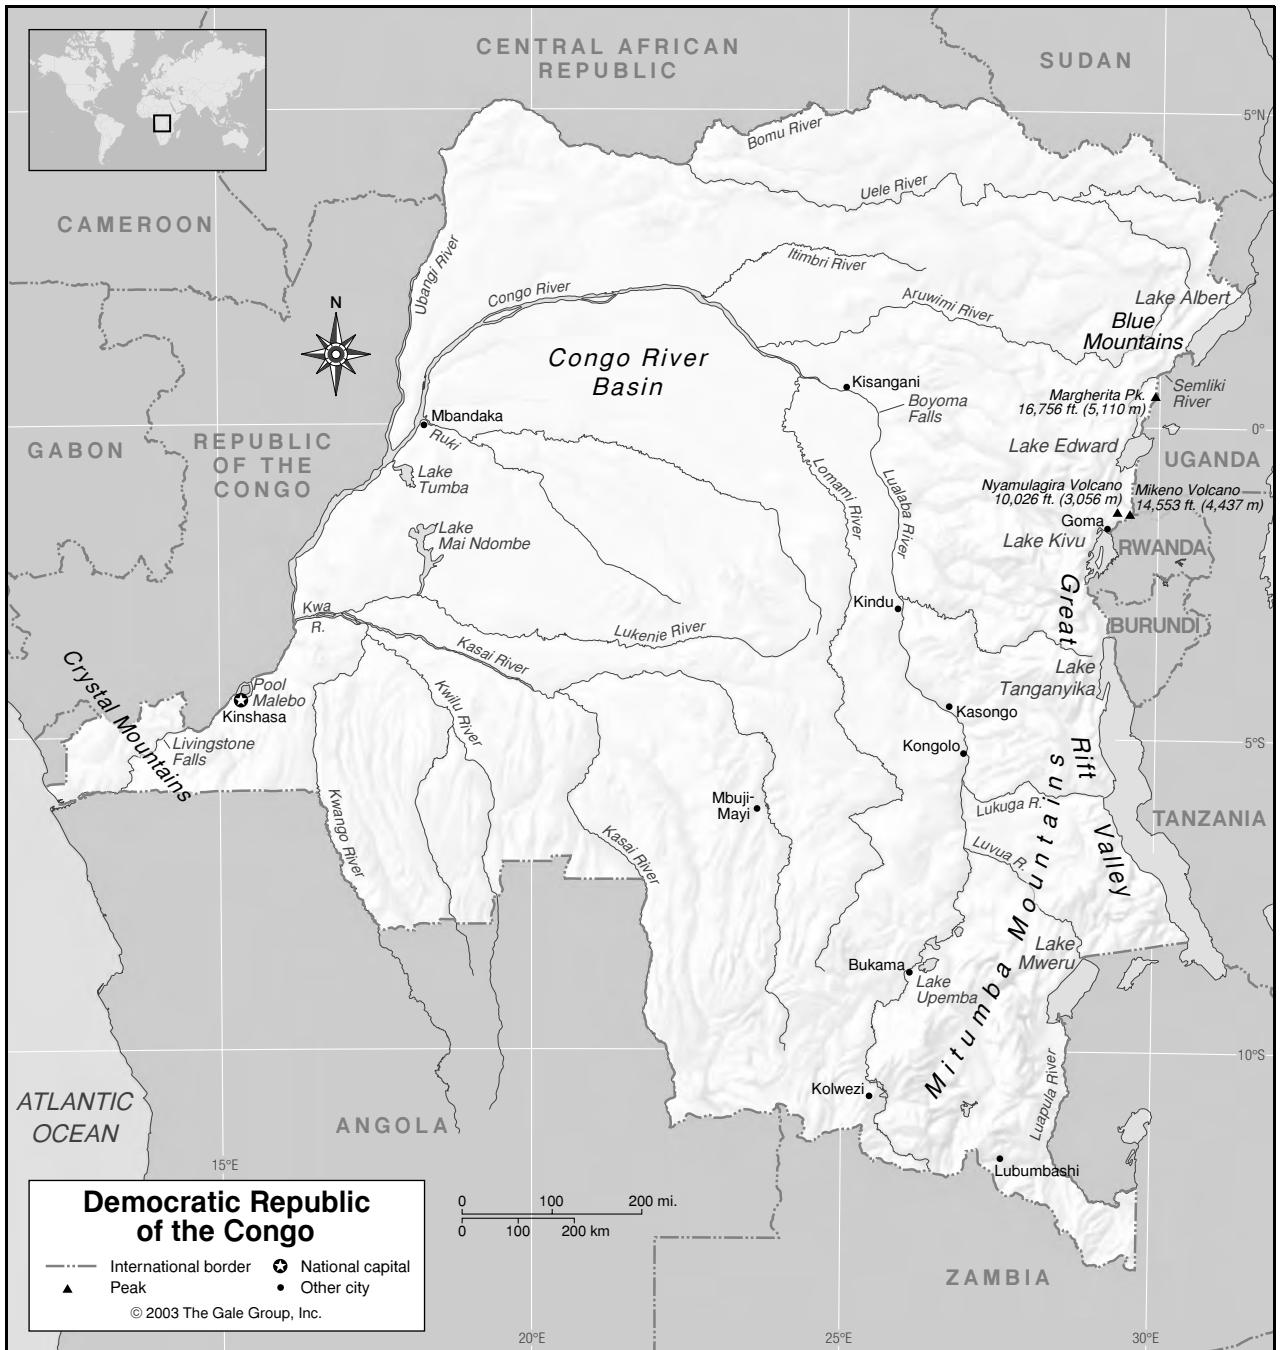 CENTRAL AFRICAN
REPUBLIC
SUDAN
5°N
Bomu River
Uele River
CAMEROON
Ubangi River
Itimbri River
Congo River
Aruwimi River
Lake Albert
Blue
Mountains
N
Congo River
Basin
Kisangani
Boyoma
Falls
Margherita Pk.
16,756 ft. (5,110 m)
Semliki
River
Mbandaka
Ruki
0°
GABON
REPUBLIC
OF THE
CONGO
Lake Edward
UGANDA
Lake
Tumba
Lomami River
Lualaba River
Nyamulagira Volcano
10,026 ft. (3,056 m)
Mikeno Volcano
14,553 ft. (4,437 m)
Goma
Lake Kivu
RWANDA
Lake
Mai Ndombe
Great
Rift
Valley
Kindu
Kwa
R.
BURUNDI
Lukenie River
Kasai River
Crystal Mountains
Pool
Malebo
Kinshasa
Kwilu River
Lake
Tanganyika
Kasongo
Livingstone
Falls
Kongolo
5°S
Mbuji-
Mayi
Lukuga R.
TANZANIA
Kwango River
Kasai River
Luvua R.
Mitumba Mountains
Lake
Mweru
Bukama
Lake
Upemba
10°S
Kolwezi
Luapula River
ATLANTIC
OCEAN
ANGOLA
Lubumbashi
15°E
Democratic Republic
of the Congo
International border
National capital
Peak
Other city
© 2003 The Gale Group, Inc.
0 100 200 mi.
0 100 200 km
ZAMBIA
20°E
25°E
30°E